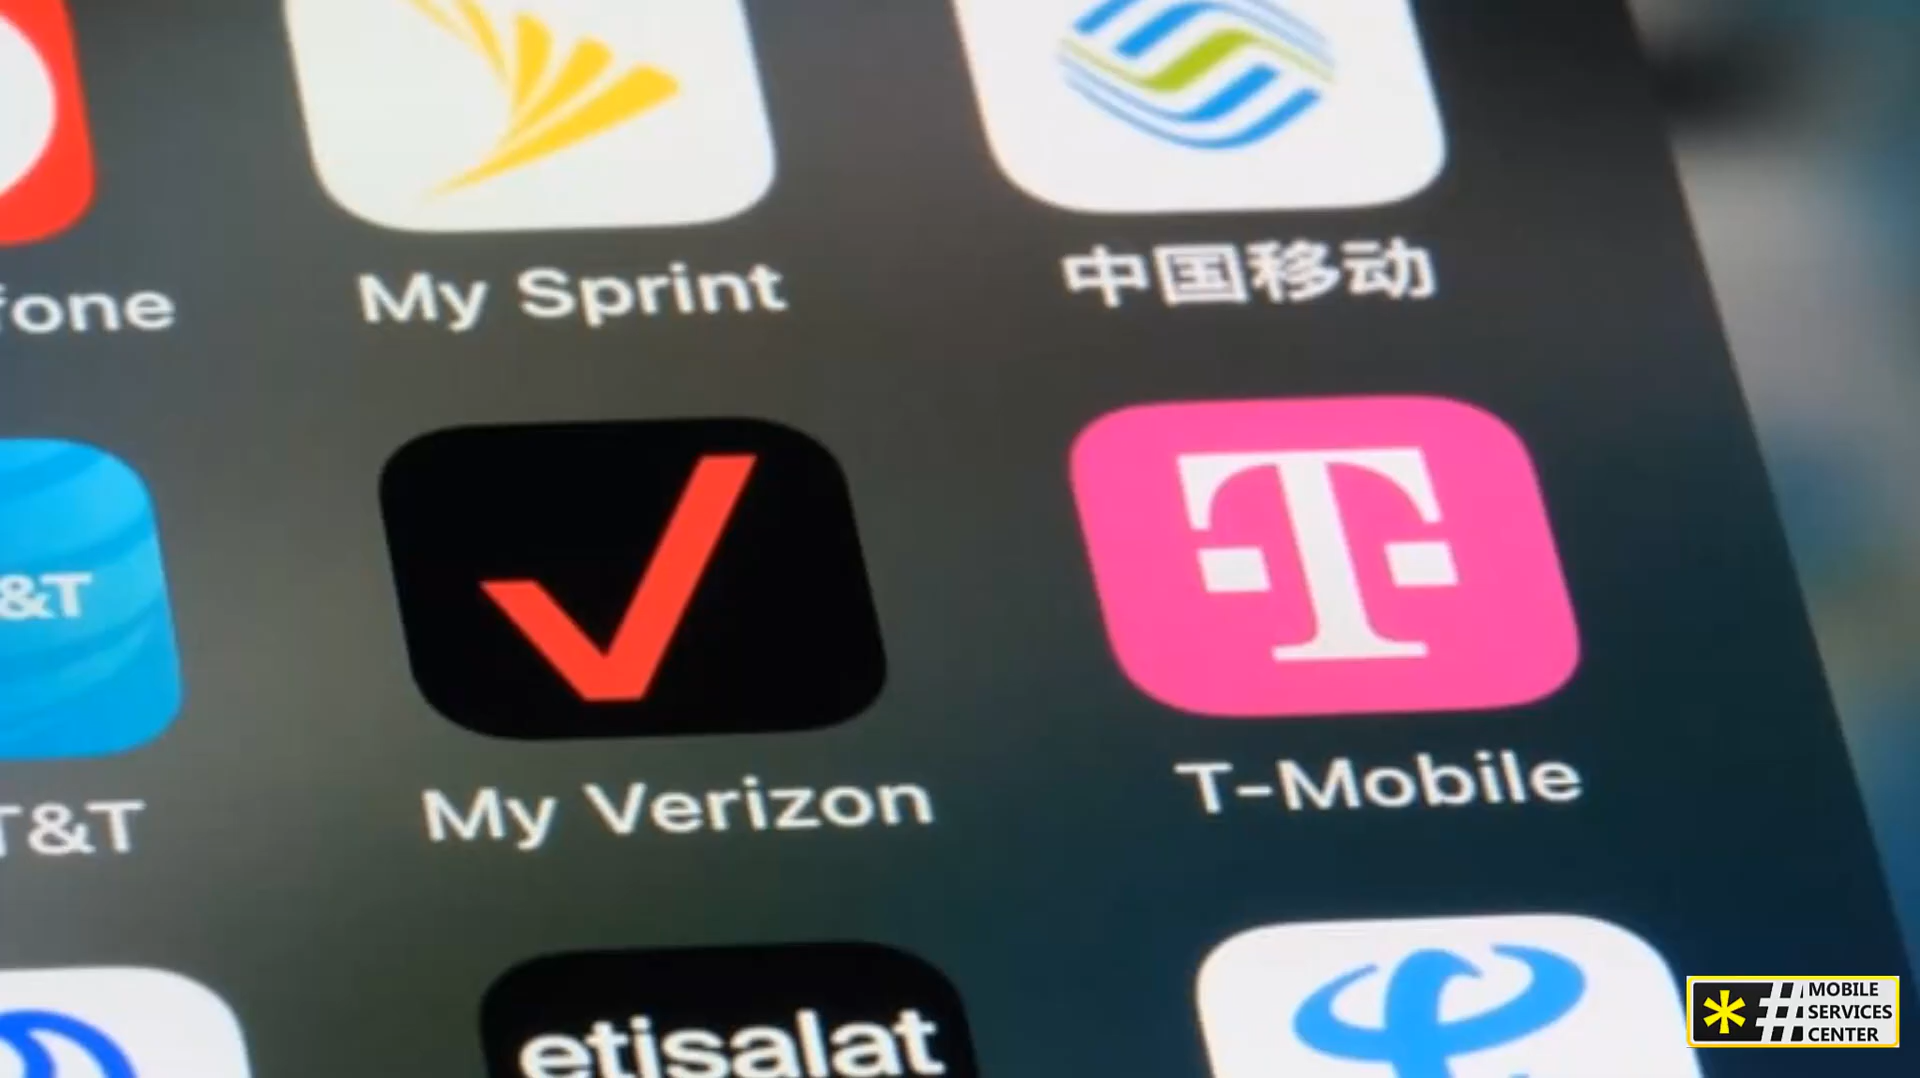 fone
My Sprint
中国移动
&T
T&T
My Verizon
T
T-Mobile
etisalat
MOBILE
SERVICES
CENTER